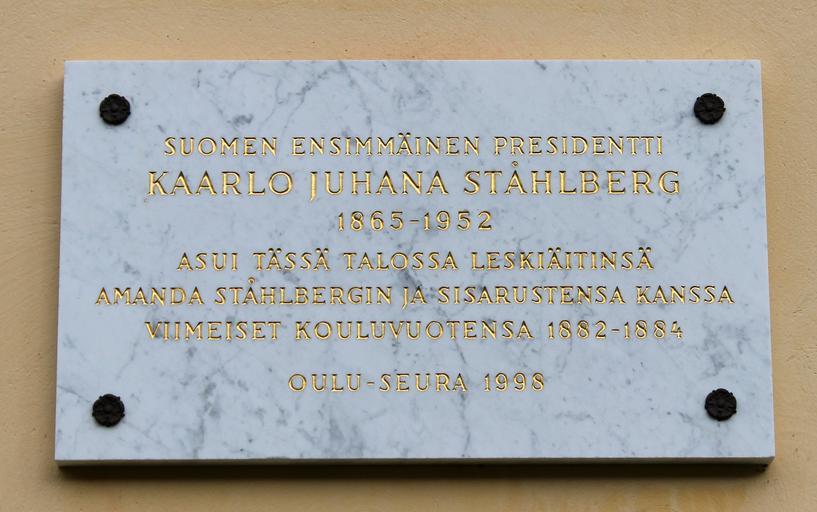 SUOMEN ENSIMMÄINEN PRESIDENTTI
KAARLO JUHANA STÅHLBERG
1865-1952
ASUI TÄSSÄ TALOSSA LESKIÄITINSÄ
AMANDA STÅHLBERGIN JA SISARUSTENSA KANSSA
VIIMEISET KOULUVUOTENSA 1882-1884
OULU-SEURA 1998